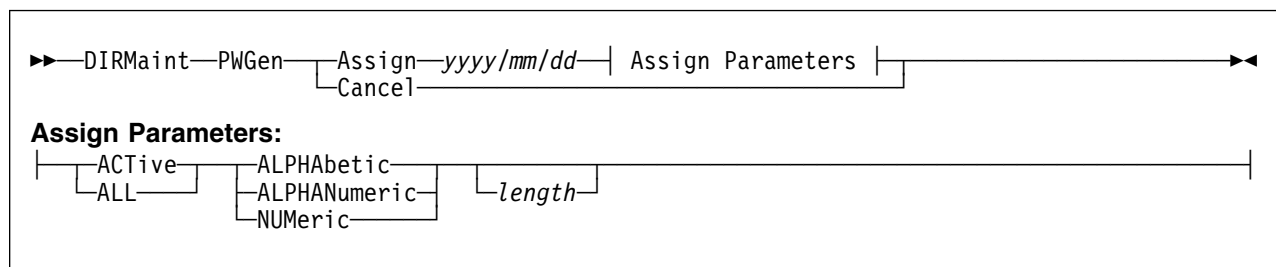 DIRMaint PWGen Assign yyyy/mm/dd Assign Parameters
Cancel
Assign Parameters:
ACTive ALPHAbetic
ALL ALPHANumeric length
NUMeric